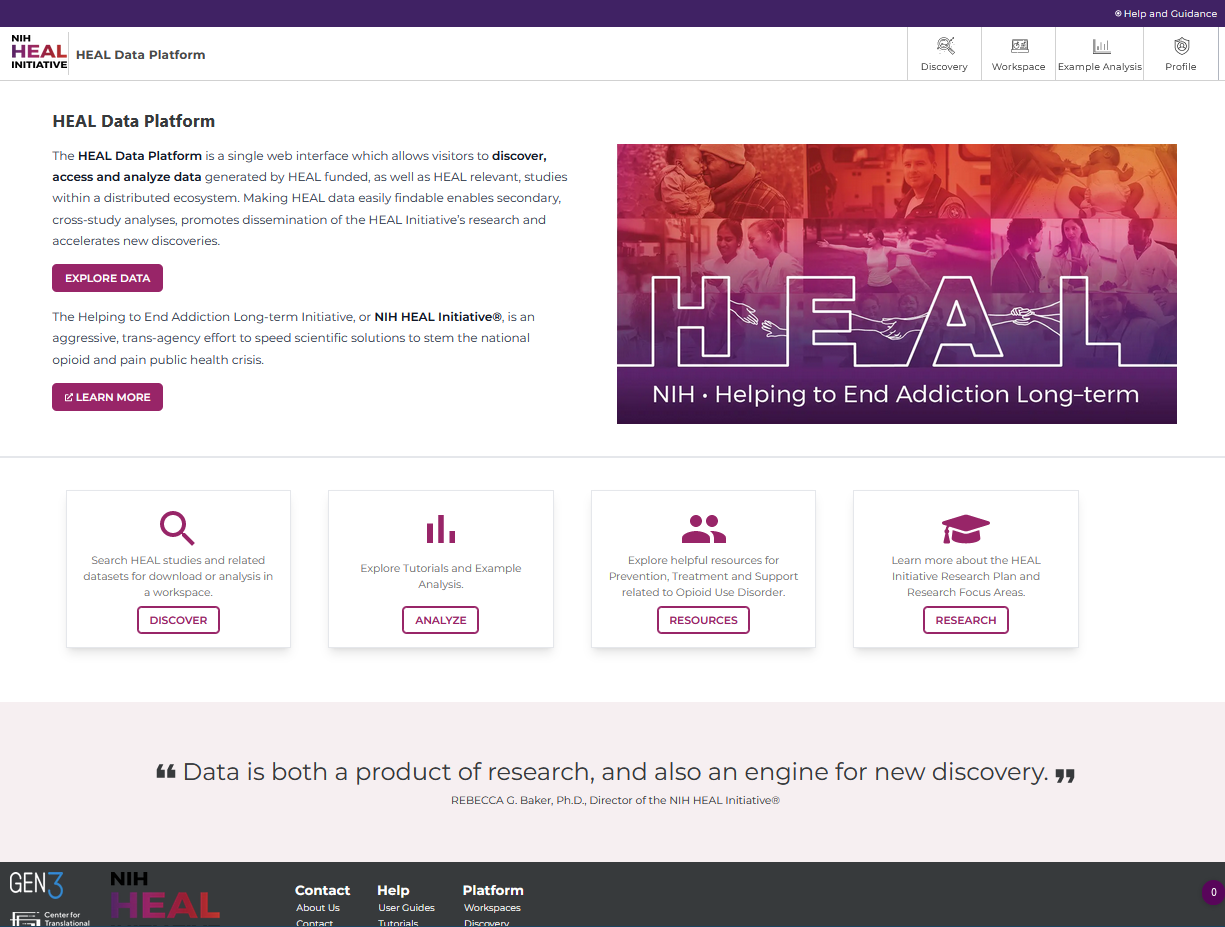 Help and Guidance
NIH
HEAL
INITIATIVE
HEAL Data Platform
Discovery
Workspace
Example Analysis
Profile
HEAL Data Platform
The HEAL Data Platform is a single web interface which allows visitors to discover,
access and analyze data generated by HEAL funded, as well as HEAL relevant, studies
within a distributed ecosystem. Making HEAL data easily findable enables secondary,
cross-study analyses, promotes dissemination of the HEAL Initiative's research and
accelerates new discoveries.
EXPLORE DATA
The Helping to End Addiction Long-term Initiative, or NIH HEAL Initiative®, is an
aggressive, trans-agency effort to speed scientific solutions to stem the national
opioid and pain public health crisis.
LEARN MORE
HEAL
NIH • Helping to End Addiction Long-term
Search HEAL studies and related
datasets for download or analysis in
a workspace.
DISCOVER
Explore Tutorials and Example
Analysis.
ANALYZE
Explore helpful resources for
Prevention, Treatment and Support
related to Opioid Use Disorder.
RESOURCES
Learn more about the HEAL
Initiative Research Plan and
Research Focus Areas.
RESEARCH
❝ Data is both a product of research, and also an engine for new discovery. ❞
REBECCA G. Baker, Ph.D., Director of the NIH HEAL Initiative®
GEN3
Center for
Translational
NIH
HEAL
Contact
About Us
Contact
Help
User Guides
Tutorials
Platform
Workspaces
Discovery
0